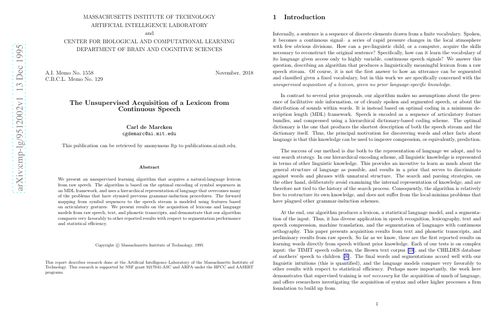 MASSACHUSETTS INSTITUTE OF TECHNOLOGY
ARTIFICIAL INTELLIGENCE LABORATORY
and
CENTER FOR BIOLOGICAL AND COMPUTATIONAL LEARNING
DEPARTMENT OF BRAIN AND COGNITIVE SCIENCES
A.I. Memo No. 1558
November, 2018
C.B.C.L. Memo No. 129
The Unsupervised Acquisition of a Lexicon from
Continuous Speech
Carl de Marcken
cgdemarc@ai.mit.edu
This publication can be retrieved by anonymous ftp to publications.ai.mit.edu.
Abstract
We present an unsupervised learning algorithm that acquires a natural-language lexicon
from raw speech. The algorithm is based on the optimal encoding of symbol sequences in
an MDL framework, and uses a hierarchical representation of language that overcomes many
of the problems that have stymied previous grammar-induction procedures. The forward
mapping from symbol sequences to the speech stream is modeled using features based
on articulatory gestures. We present results on the acquisition of lexicons and language
models from raw speech, text, and phonetic transcripts, and demonstrate that our algorithm
compares very favorably to other reported results with respect to segmentation performance
and statistical efficiency.
Copyright © Massachusetts Institute of Technology, 1995
This report describes research done at the Artificial Intelligence Laboratory of the Massachusetts Institute of
Technology. This research is supported by NSF grant 9217041-ASC and ARPA under the HPCC and AASERT
programs.
arXiv:cmp-lg/9512002v1 13 Dec 1995
1 Introduction
Internally, a sentence is a sequence of discrete elements drawn from a finite vocabulary. Spoken,
it becomes a continuous signal– a series of rapid pressure changes in the local atmosphere
with few obvious divisions. How can a pre-linguistic child, or a computer, acquire the skills
necessary to reconstruct the original sentence? Specifically, how can it learn the vocabulary of
its language given access only to highly variable, continuous speech signals? We answer this
question, describing an algorithm that produces a linguistically meaningful lexicon from a raw
speech stream. Of course, it is not the first answer to how an utterance can be segmented
and classified given a fixed vocabulary, but in this work we are specifically concerned with the
unsupervised acquisition of a lexicon, given no prior language-specific knowledge.
In contrast to several prior proposals, our algorithm makes no assumptions about the presence of
facilitative side information, or of cleanly spoken and segmented speech, or about the
distribution of sounds within words. It is instead based on optimal coding in a minimum description
length (MDL) framework. Speech is encoded as a sequence of articulatory feature
bundles, and compressed using a hierarchical dictionary-based coding scheme. The optimal
dictionary is the one that produces the shortest description of both the speech stream and the
dictionary itself. Thus, the principal motivation for discovering words and other facts about
language is that this knowledge can be used to improve compression, or equivalently, prediction.
The success of our method is due both to the representation of language we adopt, and to
our search strategy. In our hierarchical encoding scheme, all linguistic knowledge is represented
in terms of other linguistic knowledge. This provides an incentive to learn as much about the
general structure of language as possible, and results in a prior that serves to discriminate
against words and phrases with unnatural structure. The search and parsing strategies, on
the other hand, deliberately avoid examining the internal representation of knowledge, and are
therefore not tied to the history of the search process. Consequently, the algorithm is relatively
free to restructure its own knowledge, and does not suffer from the local-minima problems that
have plagued other grammar-induction schemes.
At the end, our algorithm produces a lexicon, a statistical language model, and a segmentation
of the input. Thus, it has diverse application in speech recognition, lexicography, text and
speech compression, machine translation, and the segmentation of languages with continuous
orthography. This paper presents acquisition results from text and phonetic transcripts, and
preliminary results from raw speech. So far as we know, these are the first reported results on
learning words directly from speech without prior knowledge. Each of our tests is on complex
input: the TIMIT speech collection, the Brown text corpus and the CHILDES database
of mothers' speech to children. The final words and segmentations accord well with our
linguistic intuitions (this is quantified), and the language models compare very favorably to
other results with respect to statistical efficiency. Perhaps more importantly, the work here
demonstrates that supervised training is not necessary for the acquisition of much of language,
and offers researchers investigating the acquisition of syntax and other higher processes a firm
foundation to build up from.
1